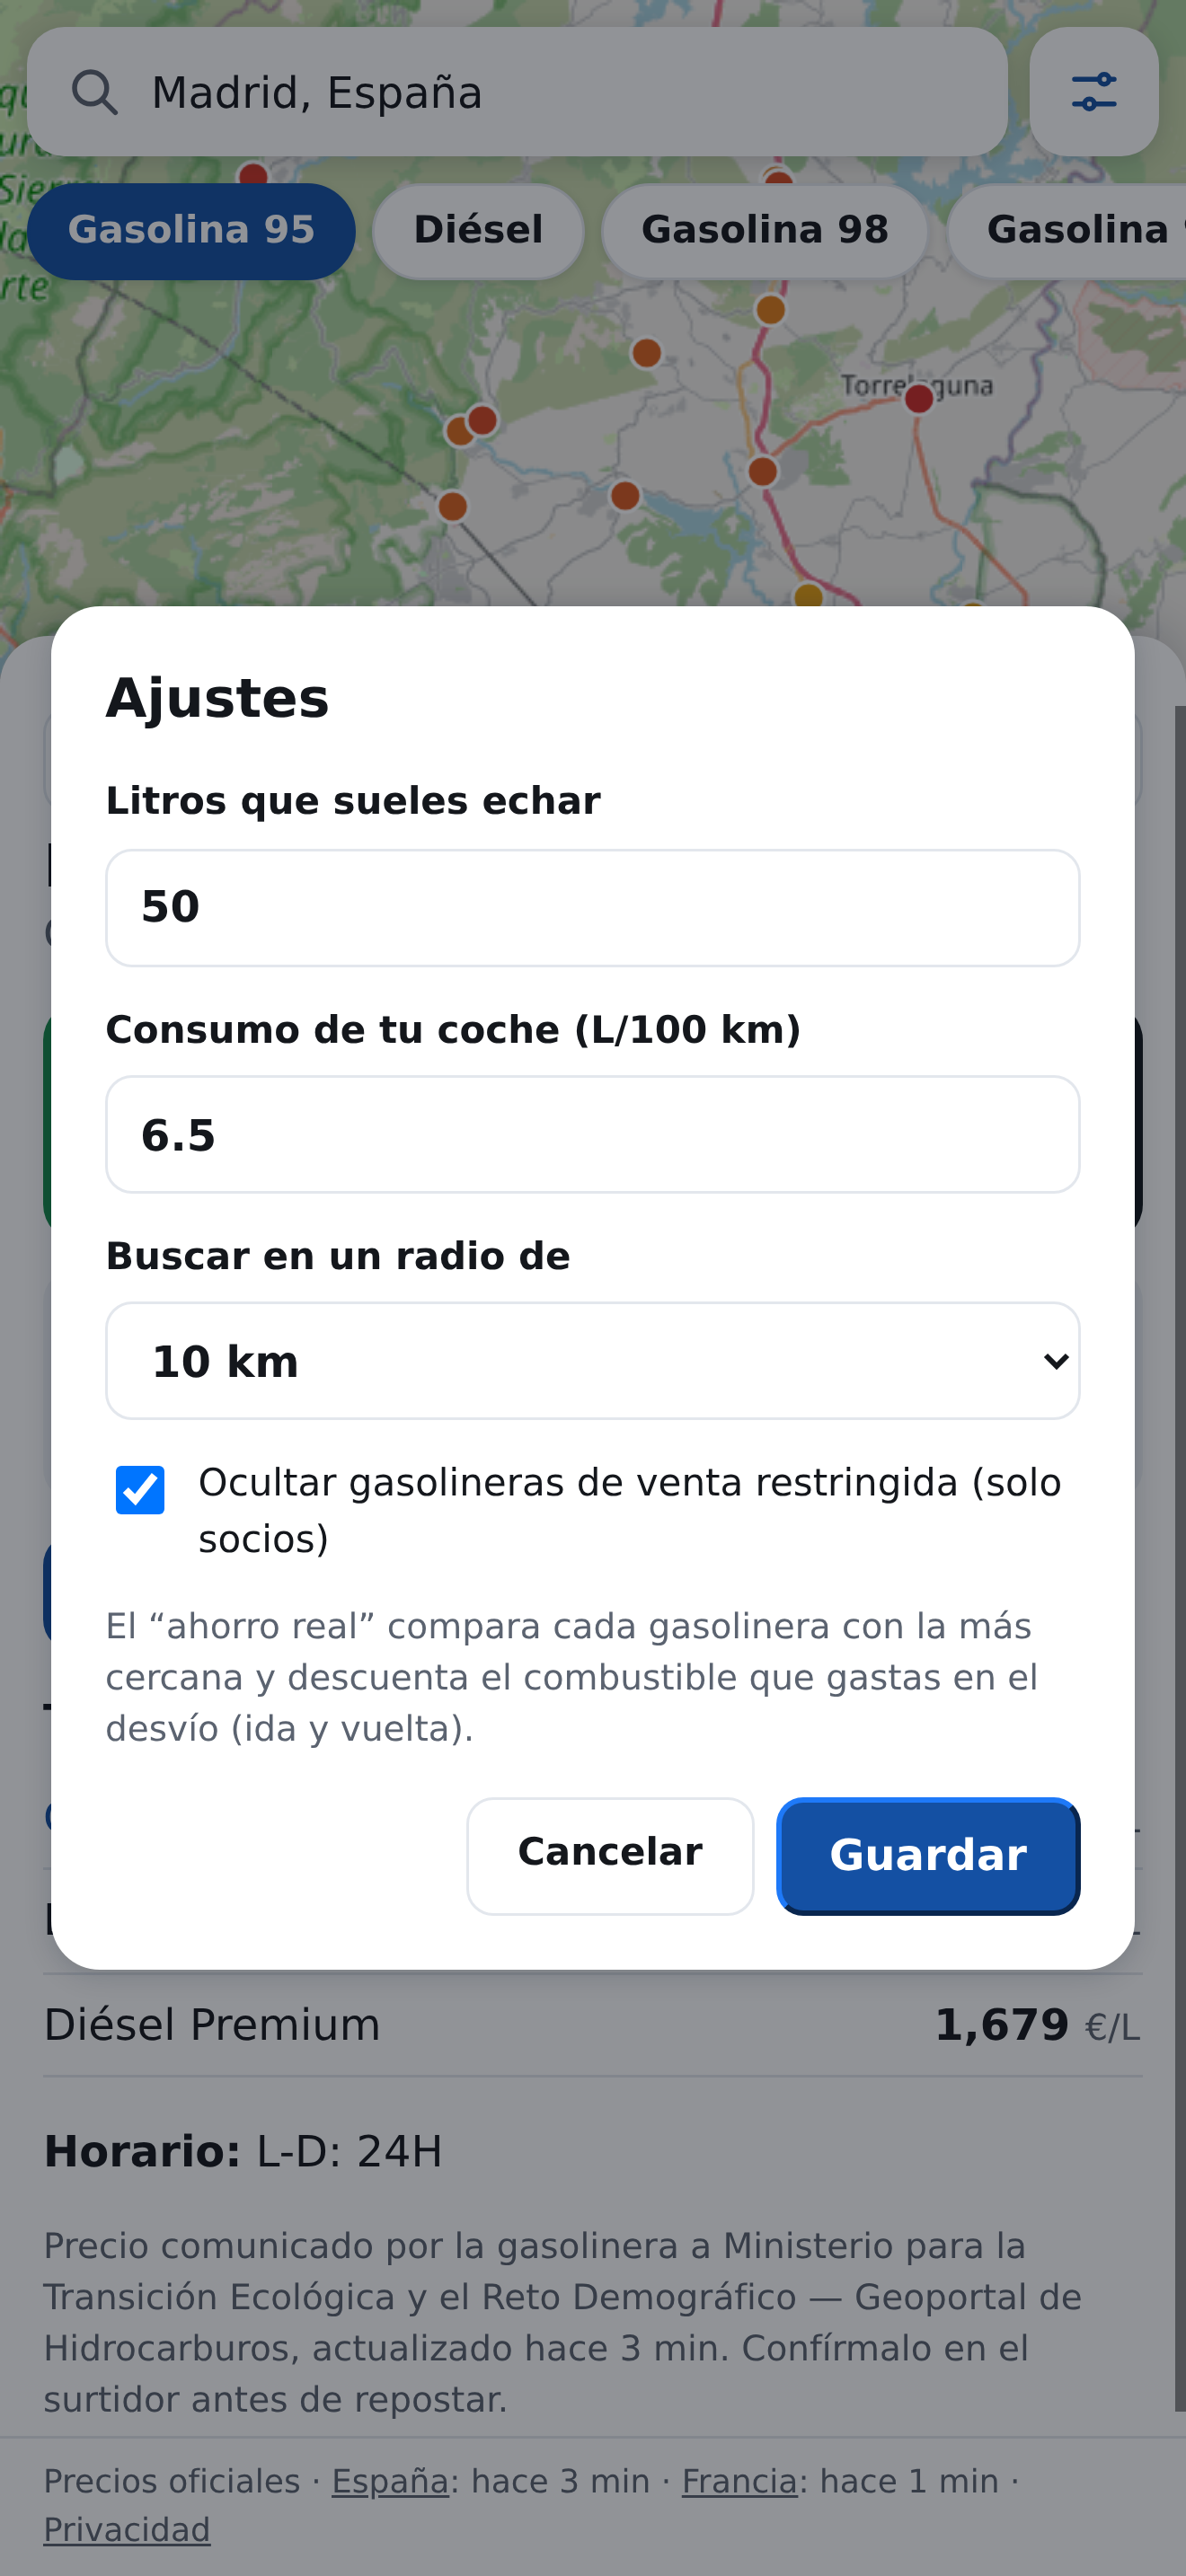 Madrid, España
Gasolina 95
Diésel
Gasolina 98
Gasolina
Torrelaguna
Ajustes
Litros que sueles echar
50
Consumo de tu coche (L/100 km)
6.5
Buscar en un radio de
10 km
Ocultar gasolineras de venta restringida (solo
socios)
El “ahorro real” compara cada gasolinera con la más
cercana y descuenta el combustible que gastas en el
desvío (ida y vuelta).
Cancelar
Guardar
Diésel Premium
1,679 €/L
Horario: L-D: 24H
Precio comunicado por la gasolinera a Ministerio para la
Transición Ecológica y el Reto Demográfico — Geoportal de
Hidrocarburos, actualizado hace 3 min. Confírmalo en el
surtidor antes de repostar.
Precios oficiales · España: hace 3 min · Francia: hace 1 min ·
Privacidad